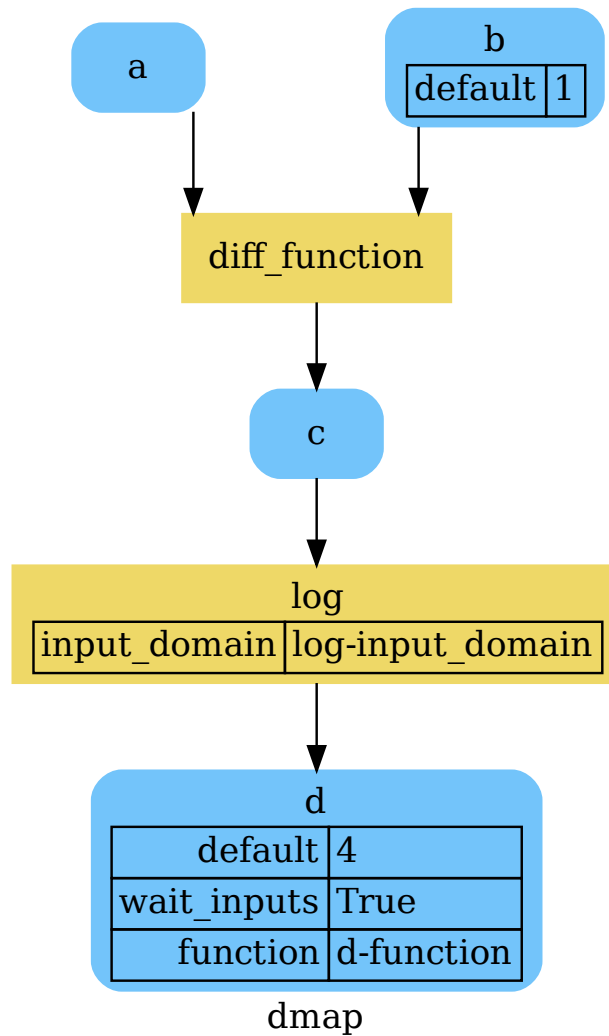 a
b
default 1
diff_function
c
log
input_domain log-input_domain
d
default 4
wait_inputs True
function d-function
dmap